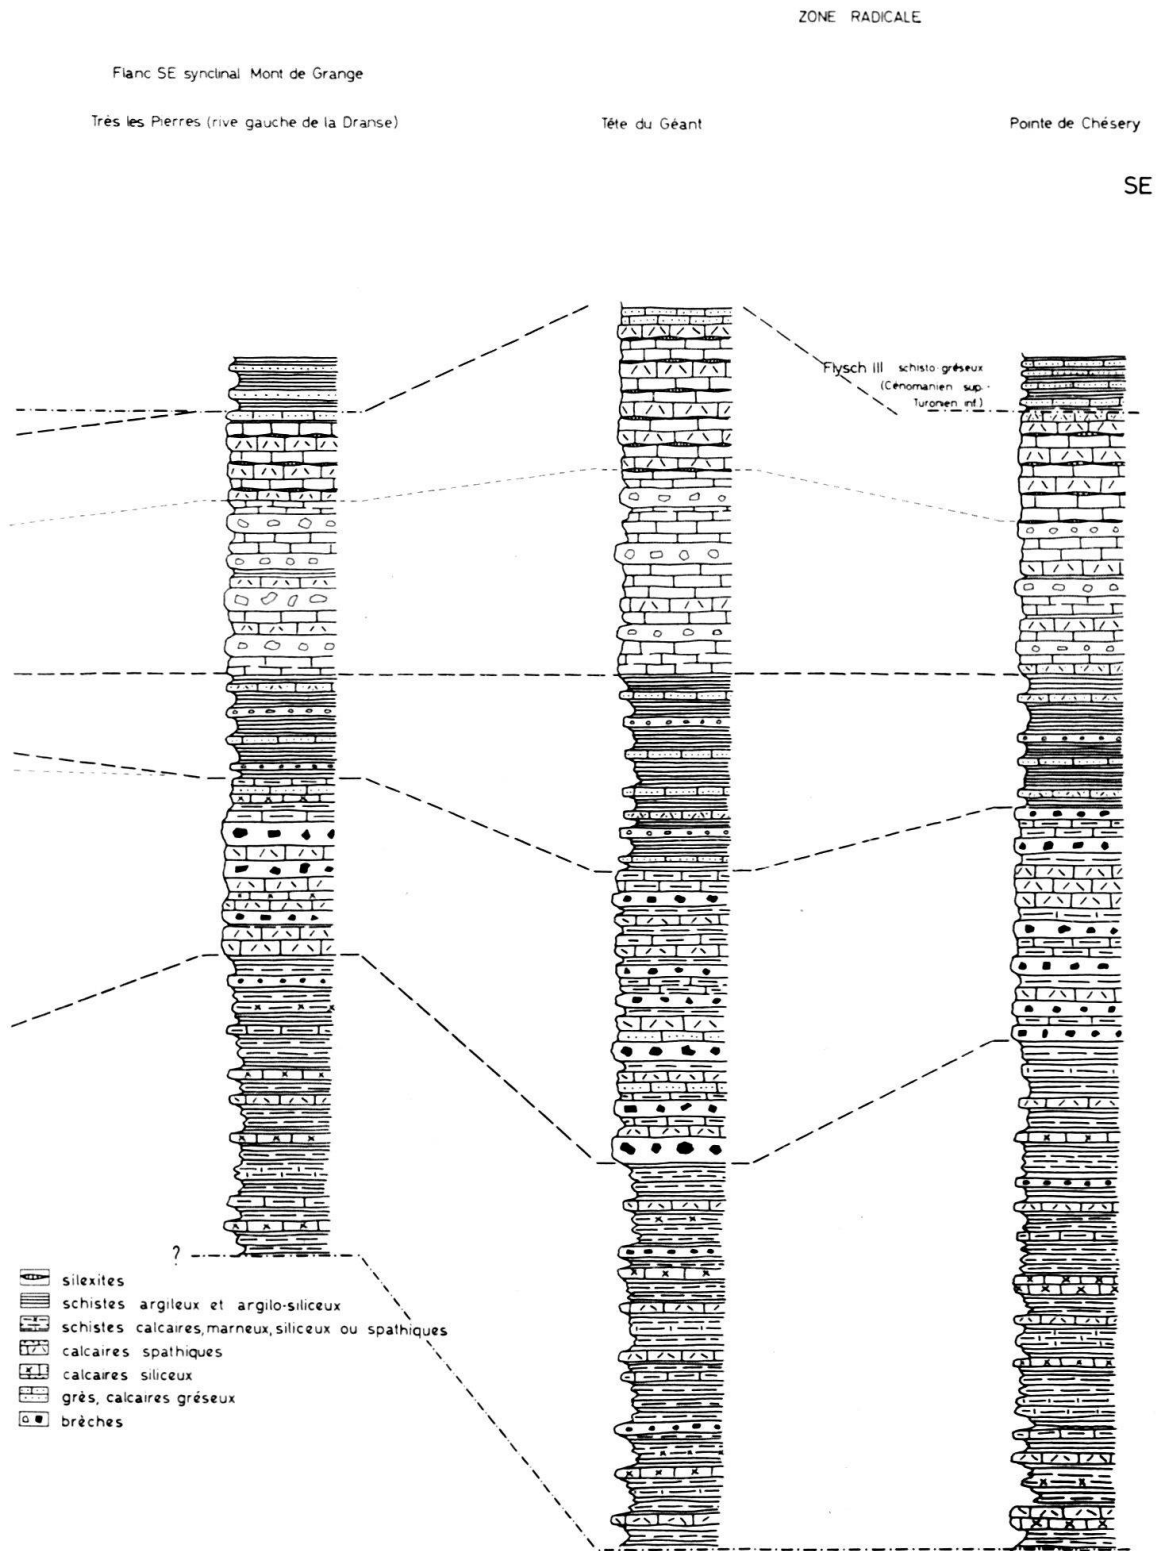 ZONE RADICALE
Flanc SE synclinal Mont de Grange
Très les Pierres (rive gauche de la Dranse)
Tête du Géant
Pointe de Chésery
SE
Flysch III schisto-gréseux
(Cénomanien sup.-
Turonien inf.)
?
silexites
schistes argileux et argilo-siliceux
schistes calcaires, marneux, siliceux ou spathiques
calcaires spathiques
calcaires siliceux
grès, calcaires gréseux
brèches